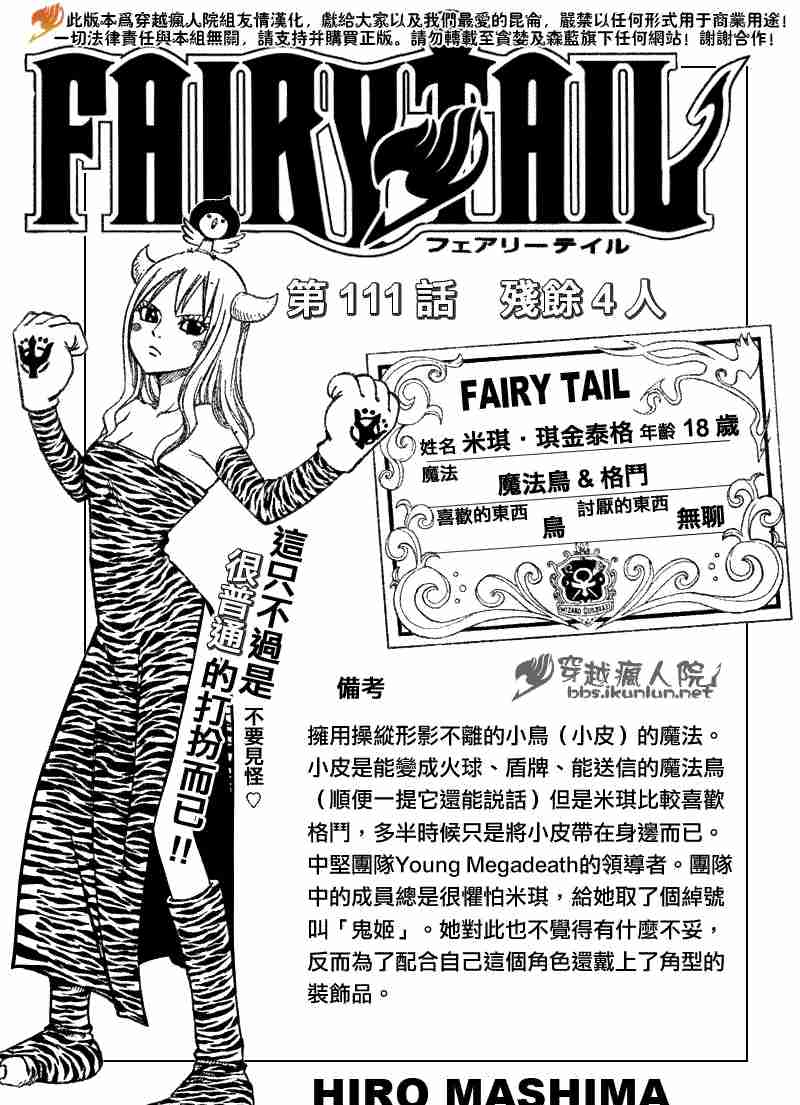 此版本爲穿越瘋人院組友情漢化，獻給大家以及我們最愛的昆侖，嚴禁以任何形式用于商業用途！
一切法律責任與本組無關，請支持并購買正版。請勿轉載至貪婪及森藍旗下任何網站！謝謝合作！
FAIRY TAIL
フェアリーテイル
第 111 話　殘餘 4 人
FAIRY TAIL
姓名 米琪・琪金泰格 年齡 18 歲
魔法 魔法鳥 & 格鬥
喜歡的東西 鳥 討厭的東西 無聊
WIZARD GUILD
這只不過是
很普通的打扮而已!!
不要見怪♡
穿越瘋人院
bbs.ikunlun.net
備考
擁用操縱形影不離的小鳥（小皮）的魔法。
小皮是能變成火球、盾牌、能送信的魔法鳥
（順便一提它還能説話）但是米琪比較喜歡
格鬥，多半時候只是將小皮帶在身邊而已。
中堅團隊Young Megadeath的領導者。團隊
中的成員總是很懼怕米琪，給她取了個綽號
叫「鬼姬」。她對此也不覺得有什麼不妥，
反而為了配合自己這個角色還戴上了角型的
裝飾品。
HIRO MASHIMA